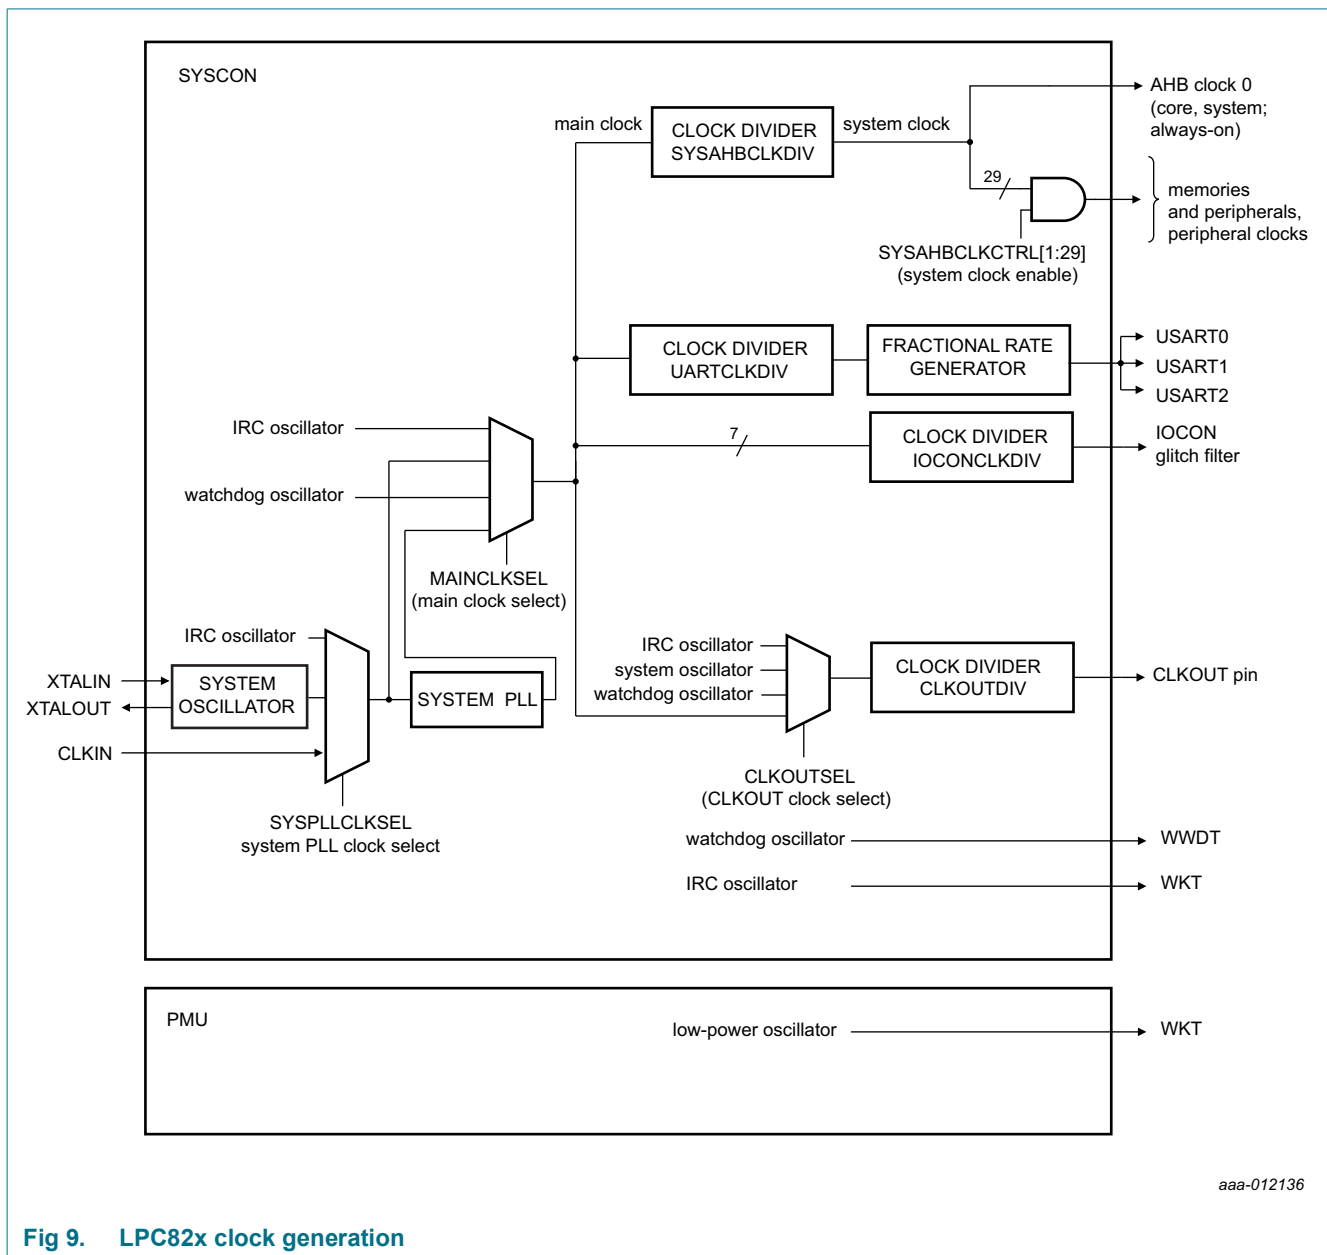 SYSCON
AHB clock 0
(core, system;
always-on)
main clock
CLOCK DIVIDER
SYSAHBCLKDIV
system clock
29
memories
and peripherals,
peripheral clocks
SYSAHBCLKCTRL[1:29]
(system clock enable)
CLOCK DIVIDER
UARTCLKDIV
FRACTIONAL RATE
GENERATOR
USART0
USART1
USART2
IRC oscillator
7
CLOCK DIVIDER
IOCONCLKDIV
IOCON
glitch filter
watchdog oscillator
MAINCLKSEL
(main clock select)
IRC oscillator
XTALIN
XTALOUT
SYSTEM
OSCILLATOR
SYSTEM PLL
CLKIN
SYSPLLCLKSEL
system PLL clock select
IRC oscillator
system oscillator
watchdog oscillator
CLOCK DIVIDER
CLKOUTDIV
CLKOUT pin
CLKOUTSEL
(CLKOUT clock select)
watchdog oscillator
WWDT
IRC oscillator
WKT
PMU
low-power oscillator
WKT
aaa-012136
Fig 9. LPC82x clock generation